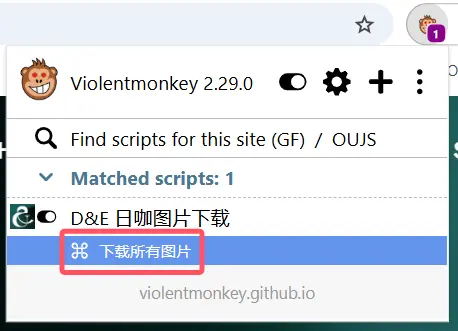 1
Violentmonkey 2.29.0
Find scripts for this site (GF) / OUJS
Matched scripts: 1
D&E 日咖图片下载
⌘ 下载所有图片
violentmonkey.github.io